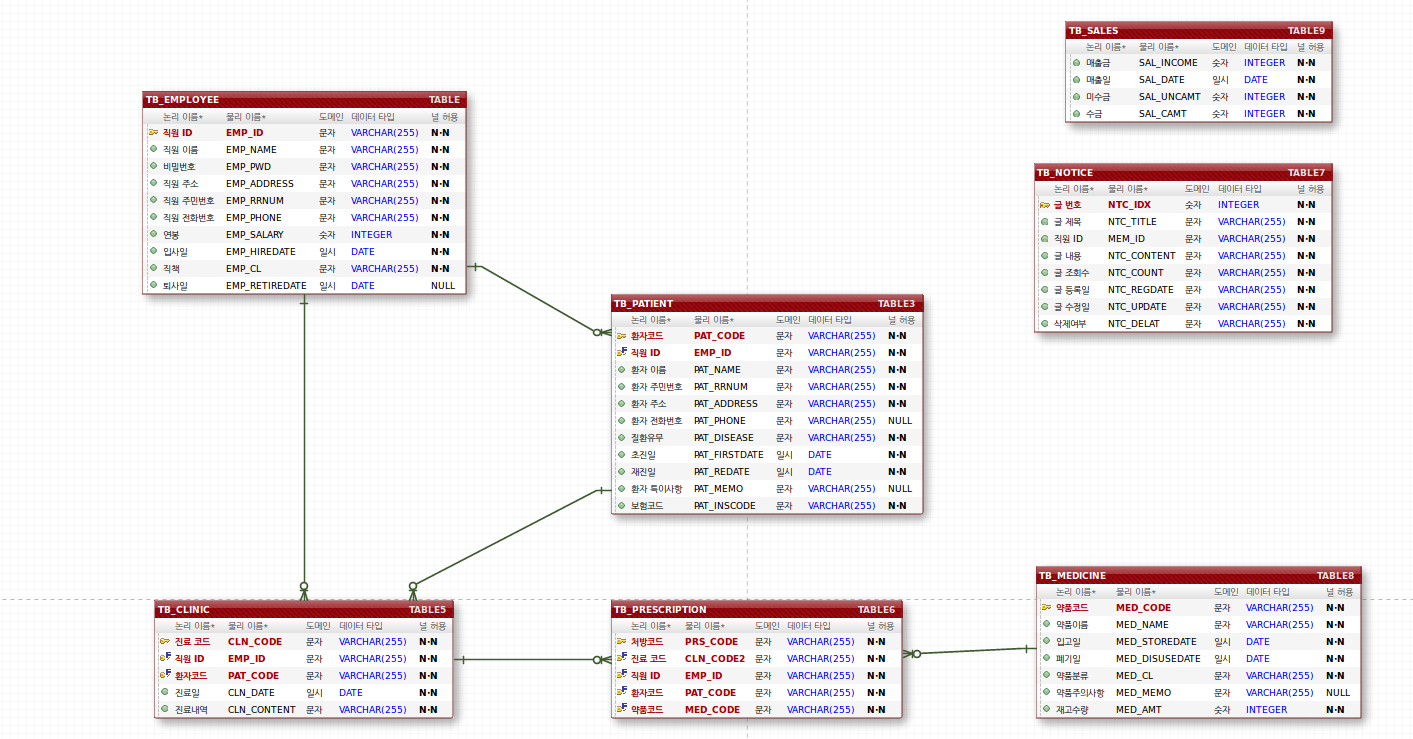 TB_SALES TABLE9
논리 이름* 물리 이름* 도메인 데이터 타입 널 허용
매출금 SAL_INCOME 숫자 INTEGER N·N
매출일 SAL_DATE 일시 DATE N·N
미수금 SAL_UNCAMT 숫자 INTEGER N·N
수금 SAL_CAMT 숫자 INTEGER N·N
TB_EMPLOYEE TABLE
논리 이름* 물리 이름* 도메인 데이터 타입 널 허용
직원 ID EMP_ID 문자 VARCHAR(255) N·N
직원 이름 EMP_NAME 문자 VARCHAR(255) N·N
비밀번호 EMP_PWD 문자 VARCHAR(255) N·N
직원 주소 EMP_ADDRESS 문자 VARCHAR(255) N·N
직원 주민번호 EMP_RRNUM 문자 VARCHAR(255) N·N
직원 전화번호 EMP_PHONE 문자 VARCHAR(255) N·N
연봉 EMP_SALARY 숫자 INTEGER N·N
입사일 EMP_HIREDATE 일시 DATE N·N
직책 EMP_CL 문자 VARCHAR(255) N·N
퇴사일 EMP_RETIREDATE 일시 DATE NULL
TB_NOTICE TABLE7
논리 이름* 물리 이름* 도메인 데이터 타입 널 허용
글 번호 NTC_IDX 숫자 INTEGER N·N
글 제목 NTC_TITLE 문자 VARCHAR(255) N·N
직원 ID MEM_ID 문자 VARCHAR(255) N·N
글 내용 NTC_CONTENT 문자 VARCHAR(255) N·N
글 조회수 NTC_COUNT 문자 VARCHAR(255) N·N
글 등록일 NTC_REGDATE 문자 VARCHAR(255) N·N
글 수정일 NTC_UPDATE 문자 VARCHAR(255) N·N
삭제여부 NTC_DELAT 문자 VARCHAR(255) N·N
TB_PATIENT TABLE3
논리 이름* 물리 이름* 도메인 데이터 타입 널 허용
환자코드 PAT_CODE 문자 VARCHAR(255) N·N
직원 ID EMP_ID 문자 VARCHAR(255) N·N
환자 이름 PAT_NAME 문자 VARCHAR(255) N·N
환자 주민번호 PAT_RRNUM 문자 VARCHAR(255) N·N
환자 주소 PAT_ADDRESS 문자 VARCHAR(255) N·N
환자 전화번호 PAT_PHONE 문자 VARCHAR(255) NULL
질환유무 PAT_DISEASE 문자 VARCHAR(255) N·N
초진일 PAT_FIRSTDATE 일시 DATE N·N
재진일 PAT_REDATE 일시 DATE N·N
환자 특이사항 PAT_MEMO 문자 VARCHAR(255) NULL
보험코드 PAT_INSCODE 문자 VARCHAR(255) N·N
TB_CLINIC TABLE5
논리 이름* 물리 이름* 도메인 데이터 타입 널 허용
진료 코드 CLN_CODE 문자 VARCHAR(255) N·N
직원 ID EMP_ID 문자 VARCHAR(255) N·N
환자코드 PAT_CODE 문자 VARCHAR(255) N·N
진료일 CLN_DATE 일시 DATE N·N
진료내역 CLN_CONTENT 문자 VARCHAR(255) N·N
TB_PRESCRIPTION TABLE6
논리 이름* 물리 이름* 도메인 데이터 타입 널 허용
처방코드 PRS_CODE 문자 VARCHAR(255) N·N
진료 코드 CLN_CODE2 문자 VARCHAR(255) N·N
직원 ID EMP_ID 문자 VARCHAR(255) N·N
환자코드 PAT_CODE 문자 VARCHAR(255) N·N
약품코드 MED_CODE 문자 VARCHAR(255) N·N
TB_MEDICINE TABLE8
논리 이름* 물리 이름* 도메인 데이터 타입 널 허용
약품코드 MED_CODE 문자 VARCHAR(255) N·N
약품이름 MED_NAME 문자 VARCHAR(255) N·N
입고일 MED_STOREDATE 일시 DATE N·N
폐기일 MED_DISUSEDATE 일시 DATE N·N
약품분류 MED_CL 문자 VARCHAR(255) N·N
약품주의사항 MED_MEMO 문자 VARCHAR(255) NULL
재고수량 MED_AMT 숫자 INTEGER N·N